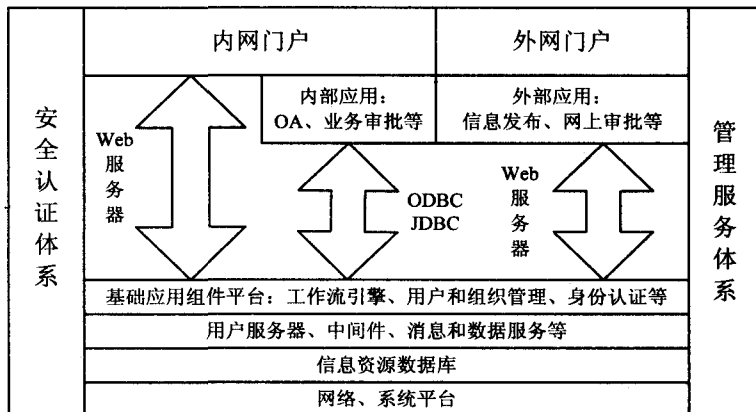 内网门户
外网门户
安全认证体系
内部应用:
OA、业务审批等
外部应用:
信息发布、网上审批等
管理服务体系
Web
服
务
器
ODBC
JDBC
Web
服
务
器
基础应用组件平台：工作流引擎、用户和组织管理、身份认证等
用户服务器、中间件、消息和数据服务等
信息资源数据库
网络、系统平台